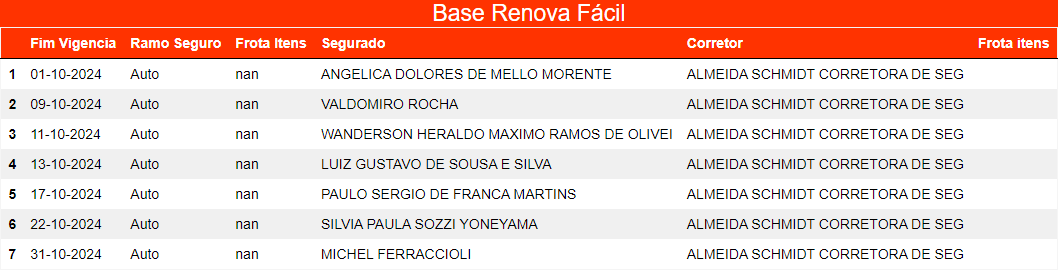 Base Renova Fácil
Fim Vigencia Ramo Seguro Frota Itens Segurado Corretor Frota itens
1 01-10-2024 Auto nan ANGELICA DOLORES DE MELLO MORENTE ALMEIDA SCHMIDT CORRETORA DE SEG
2 09-10-2024 Auto nan VALDOMIRO ROCHA ALMEIDA SCHMIDT CORRETORA DE SEG
3 11-10-2024 Auto nan WANDERSON HERALDO MAXIMO RAMOS DE OLIVEI ALMEIDA SCHMIDT CORRETORA DE SEG
4 13-10-2024 Auto nan LUIZ GUSTAVO DE SOUSA E SILVA ALMEIDA SCHMIDT CORRETORA DE SEG
5 17-10-2024 Auto nan PAULO SERGIO DE FRANCA MARTINS ALMEIDA SCHMIDT CORRETORA DE SEG
6 22-10-2024 Auto nan SILVIA PAULA SOZZI YONEYAMA ALMEIDA SCHMIDT CORRETORA DE SEG
7 31-10-2024 Auto nan MICHEL FERRACCIOLI ALMEIDA SCHMIDT CORRETORA DE SEG